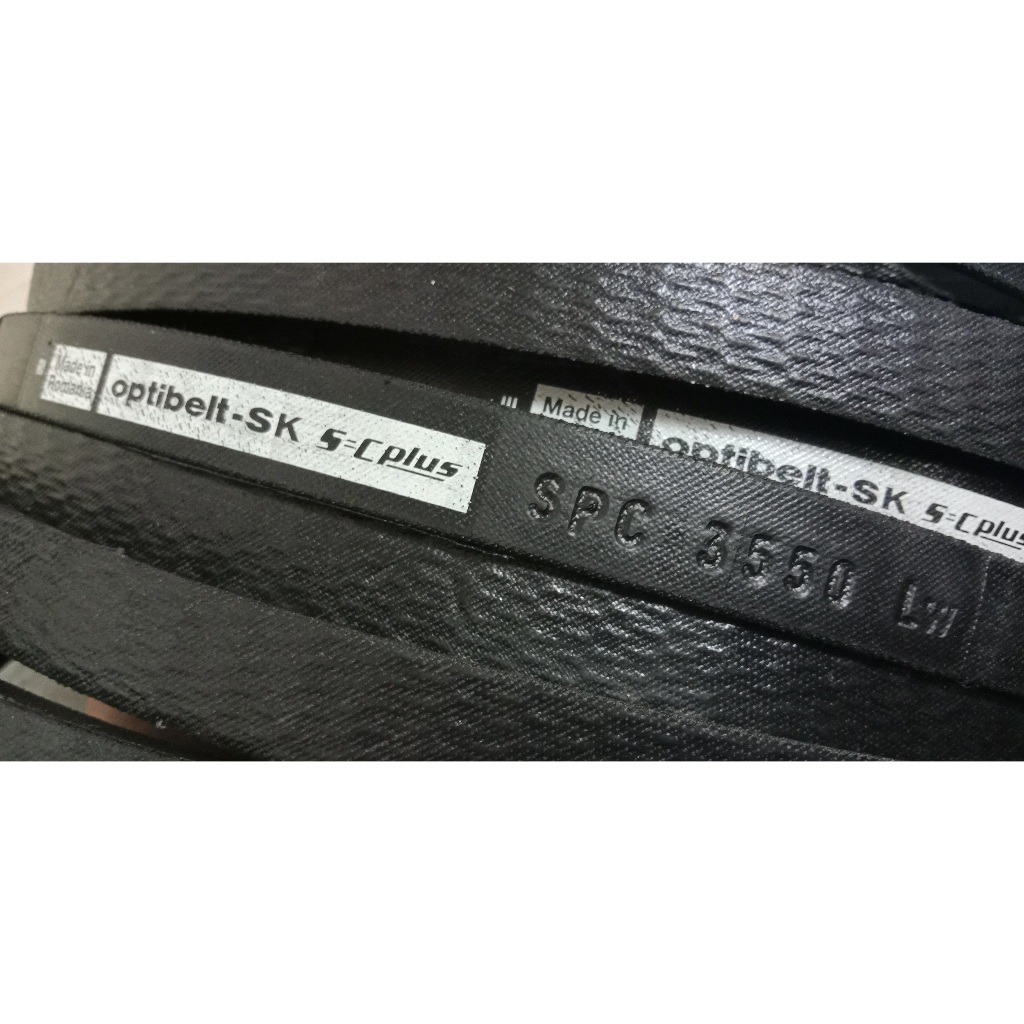 Made in
Romania
optibelt-SK S=C plus
SPC 3550 LW
Made in
optibelt-SK S=C plus